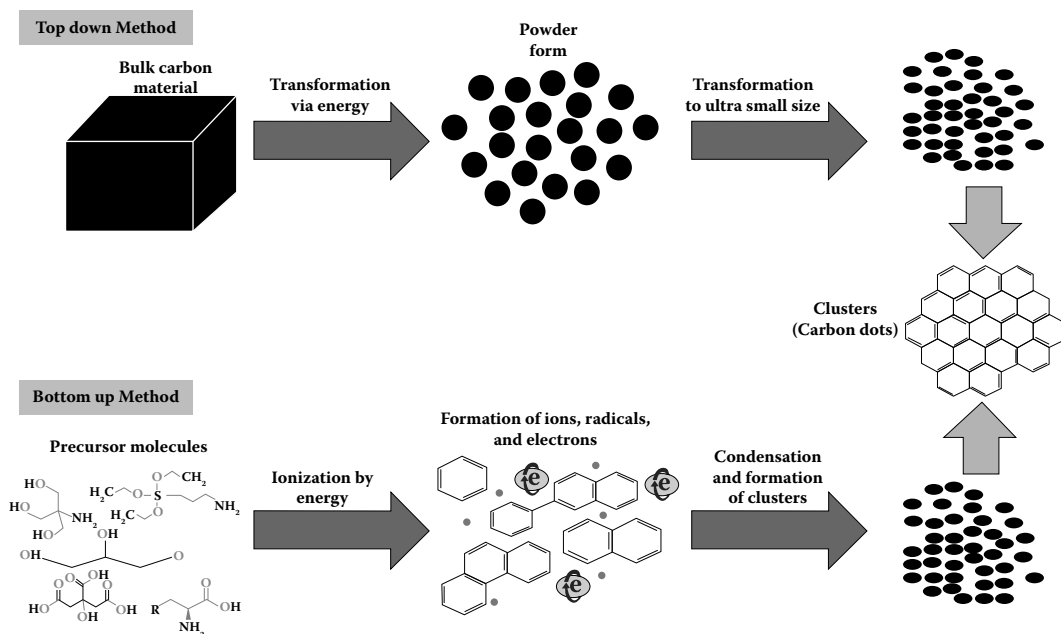 Top down Method
Bulk carbon
material
Transformation
via energy
Powder
form
Transformation
to ultra small size
Clusters
(Carbon dots)
Bottom up Method
Precursor molecules
HO
HO
HO
NH₂
O
CH₂
H₂C
O
S
NH₂
H₂C
O
OH
OH
O
O
OH
O
O
HO
OH
OH
O
R
OH
NH₂
Ionization by
energy
Formation of ions, radicals,
and electrons
e
e
e
Condensation
and formation
of clusters